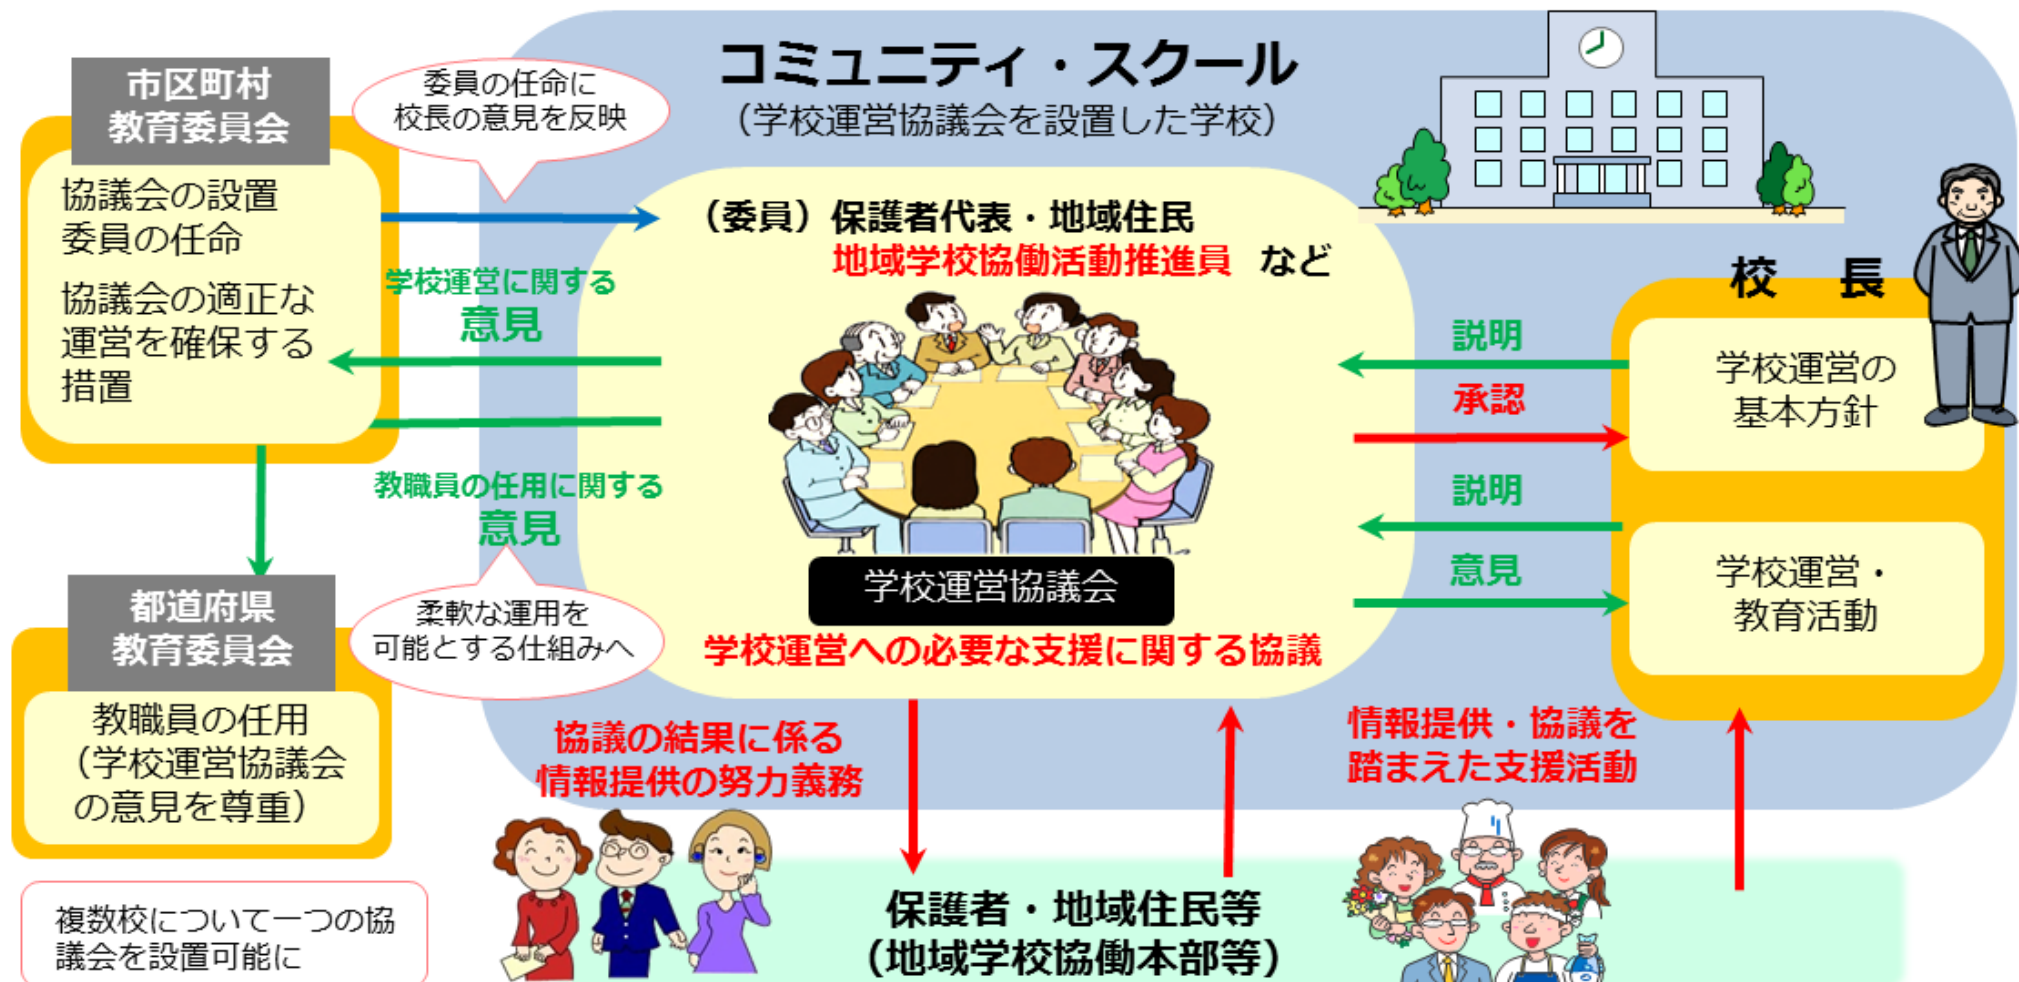 コミュニティ・スクール
（学校運営協議会を設置した学校）
市区町村
教育委員会
協議会の設置
委員の任命
協議会の適正な
運営を確保する
措置
委員の任命に
校長の意見を反映
（委員）保護者代表・地域住民
地域学校協働活動推進員 など
学校運営に関する
意見
教職員の任用に関する
意見
柔軟な運用を
可能とする仕組みへ
学校運営協議会
学校運営への必要な支援に関する協議
校 長
説明
承認
学校運営の
基本方針
説明
意見
学校運営・
教育活動
都道府県
教育委員会
教職員の任用
（学校運営協議会
の意見を尊重）
協議の結果に係る
情報提供の努力義務
情報提供・協議を
踏まえた支援活動
複数校について一つの協
議会を設置可能に
保護者・地域住民等
（地域学校協働本部等）